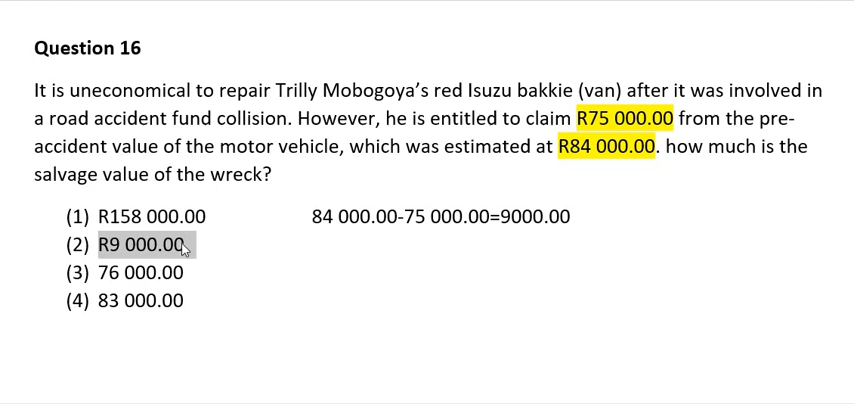 Question 16
It is uneconomical to repair Trilly Mobogoya’s red Isuzu bakkie (van) after it was involved in
a road accident fund collision. However, he is entitled to claim R75 000.00 from the pre-
accident value of the motor vehicle, which was estimated at R84 000.00. how much is the
salvage value of the wreck?
(1) R158 000.00 84 000.00-75 000.00=9000.00
(2) R9 000.00
(3) 76 000.00
(4) 83 000.00